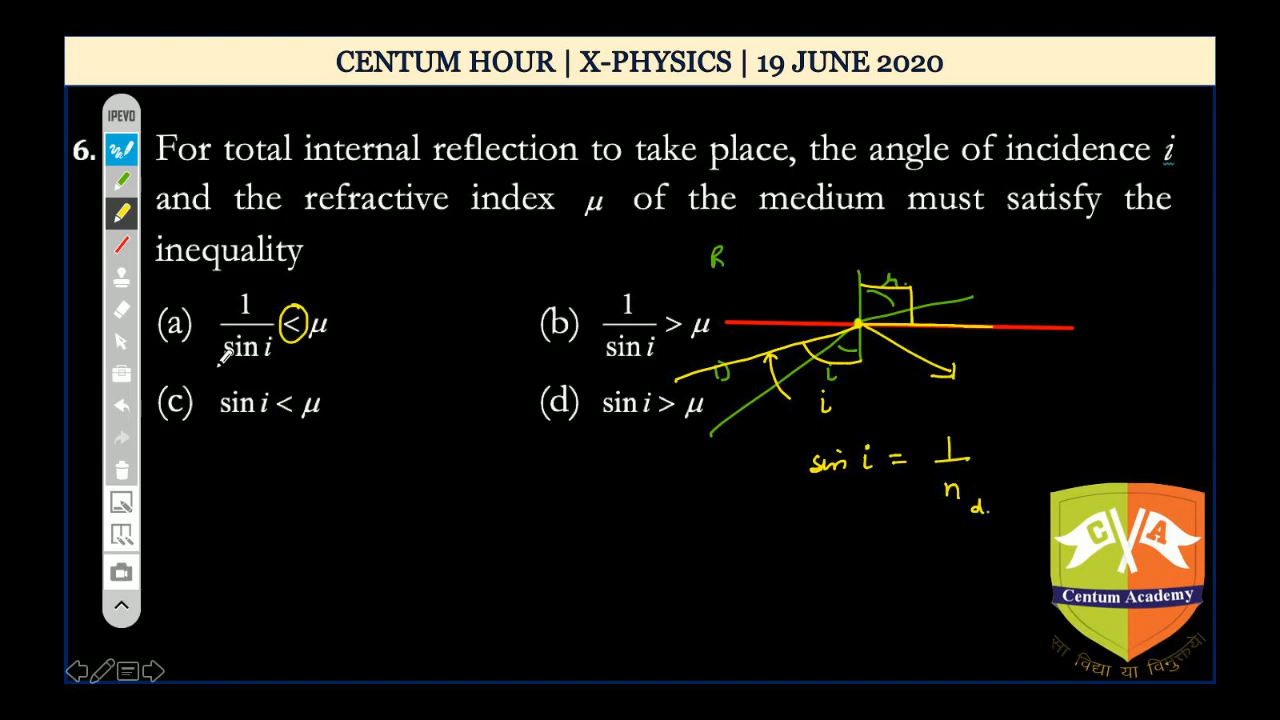 CENTUM HOUR | X-PHYSICS | 19 JUNE 2020
IPEVO
6. For total internal reflection to take place, the angle of incidence i
and the refractive index μ of the medium must satisfy the
inequality
(a) 1/sin i < μ
(b) 1/sin i > μ
(c) sin i < μ
(d) sin i > μ
R
r.
D
i
i
sin i = 1/n d.
C A
Centum Academy
सा विद्या या विमुक्तये।